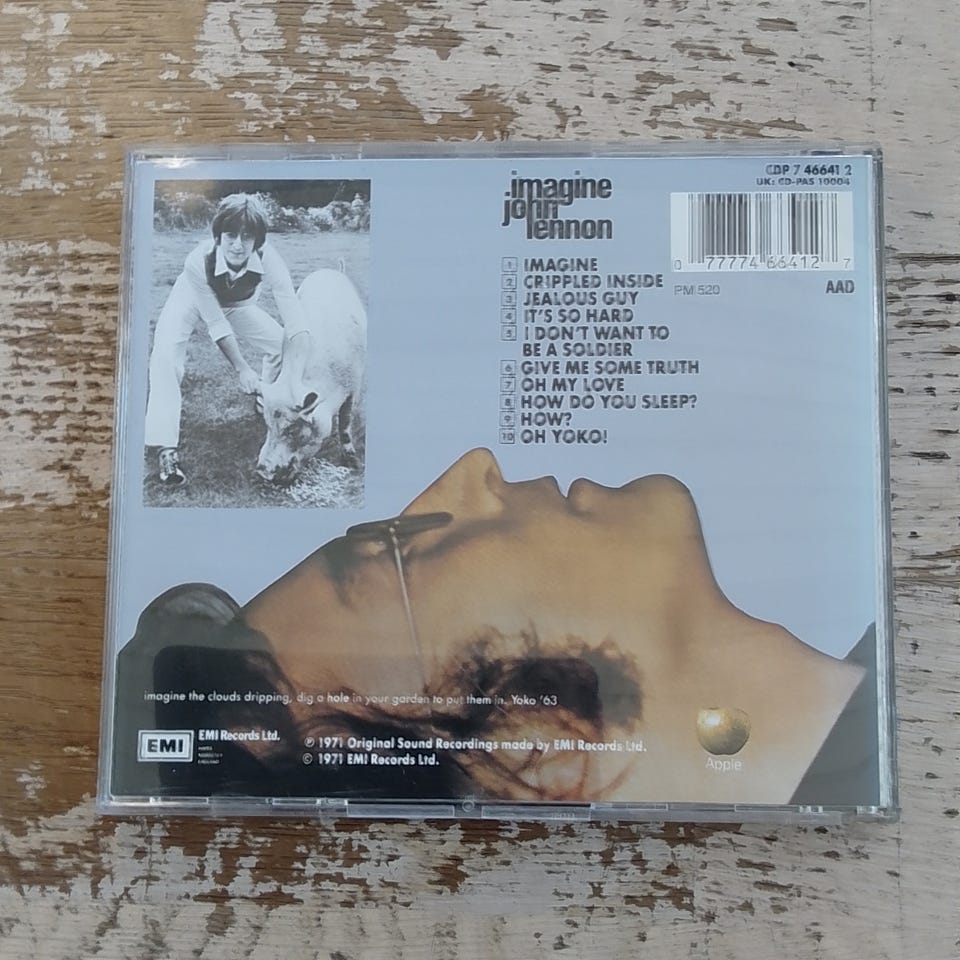 imagine
john
lennon
CDP 7 46641 2
UK: CD-PAS 10004
0 77774 66412 7
PM 520
AAD
1 IMAGINE
2 CRIPPLED INSIDE
3 JEALOUS GUY
4 IT'S SO HARD
5 I DON'T WANT TO
BE A SOLDIER
6 GIVE ME SOME TRUTH
7 OH MY LOVE
8 HOW DO YOU SLEEP?
9 HOW?
10 OH YOKO!
imagine the clouds dripping, dig a hole in your garden to put them in. Yoko '63
EMI
EMI Records Ltd.
ENGLAND
℗ 1971 Original Sound Recordings made by EMI Records Ltd.
© 1971 EMI Records Ltd.
Apple